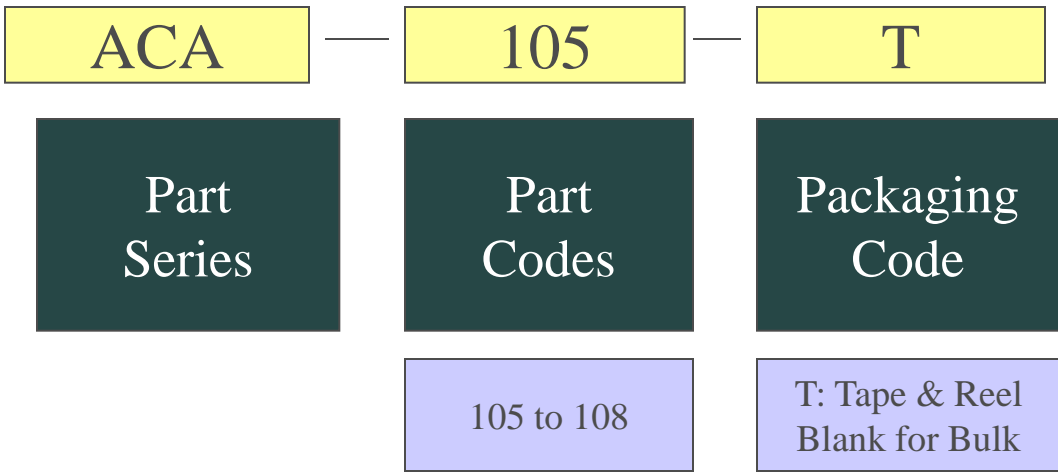 ACA — 105 — T
Part
Series
Part
Codes
Packaging
Code
105 to 108
T: Tape & Reel
Blank for Bulk